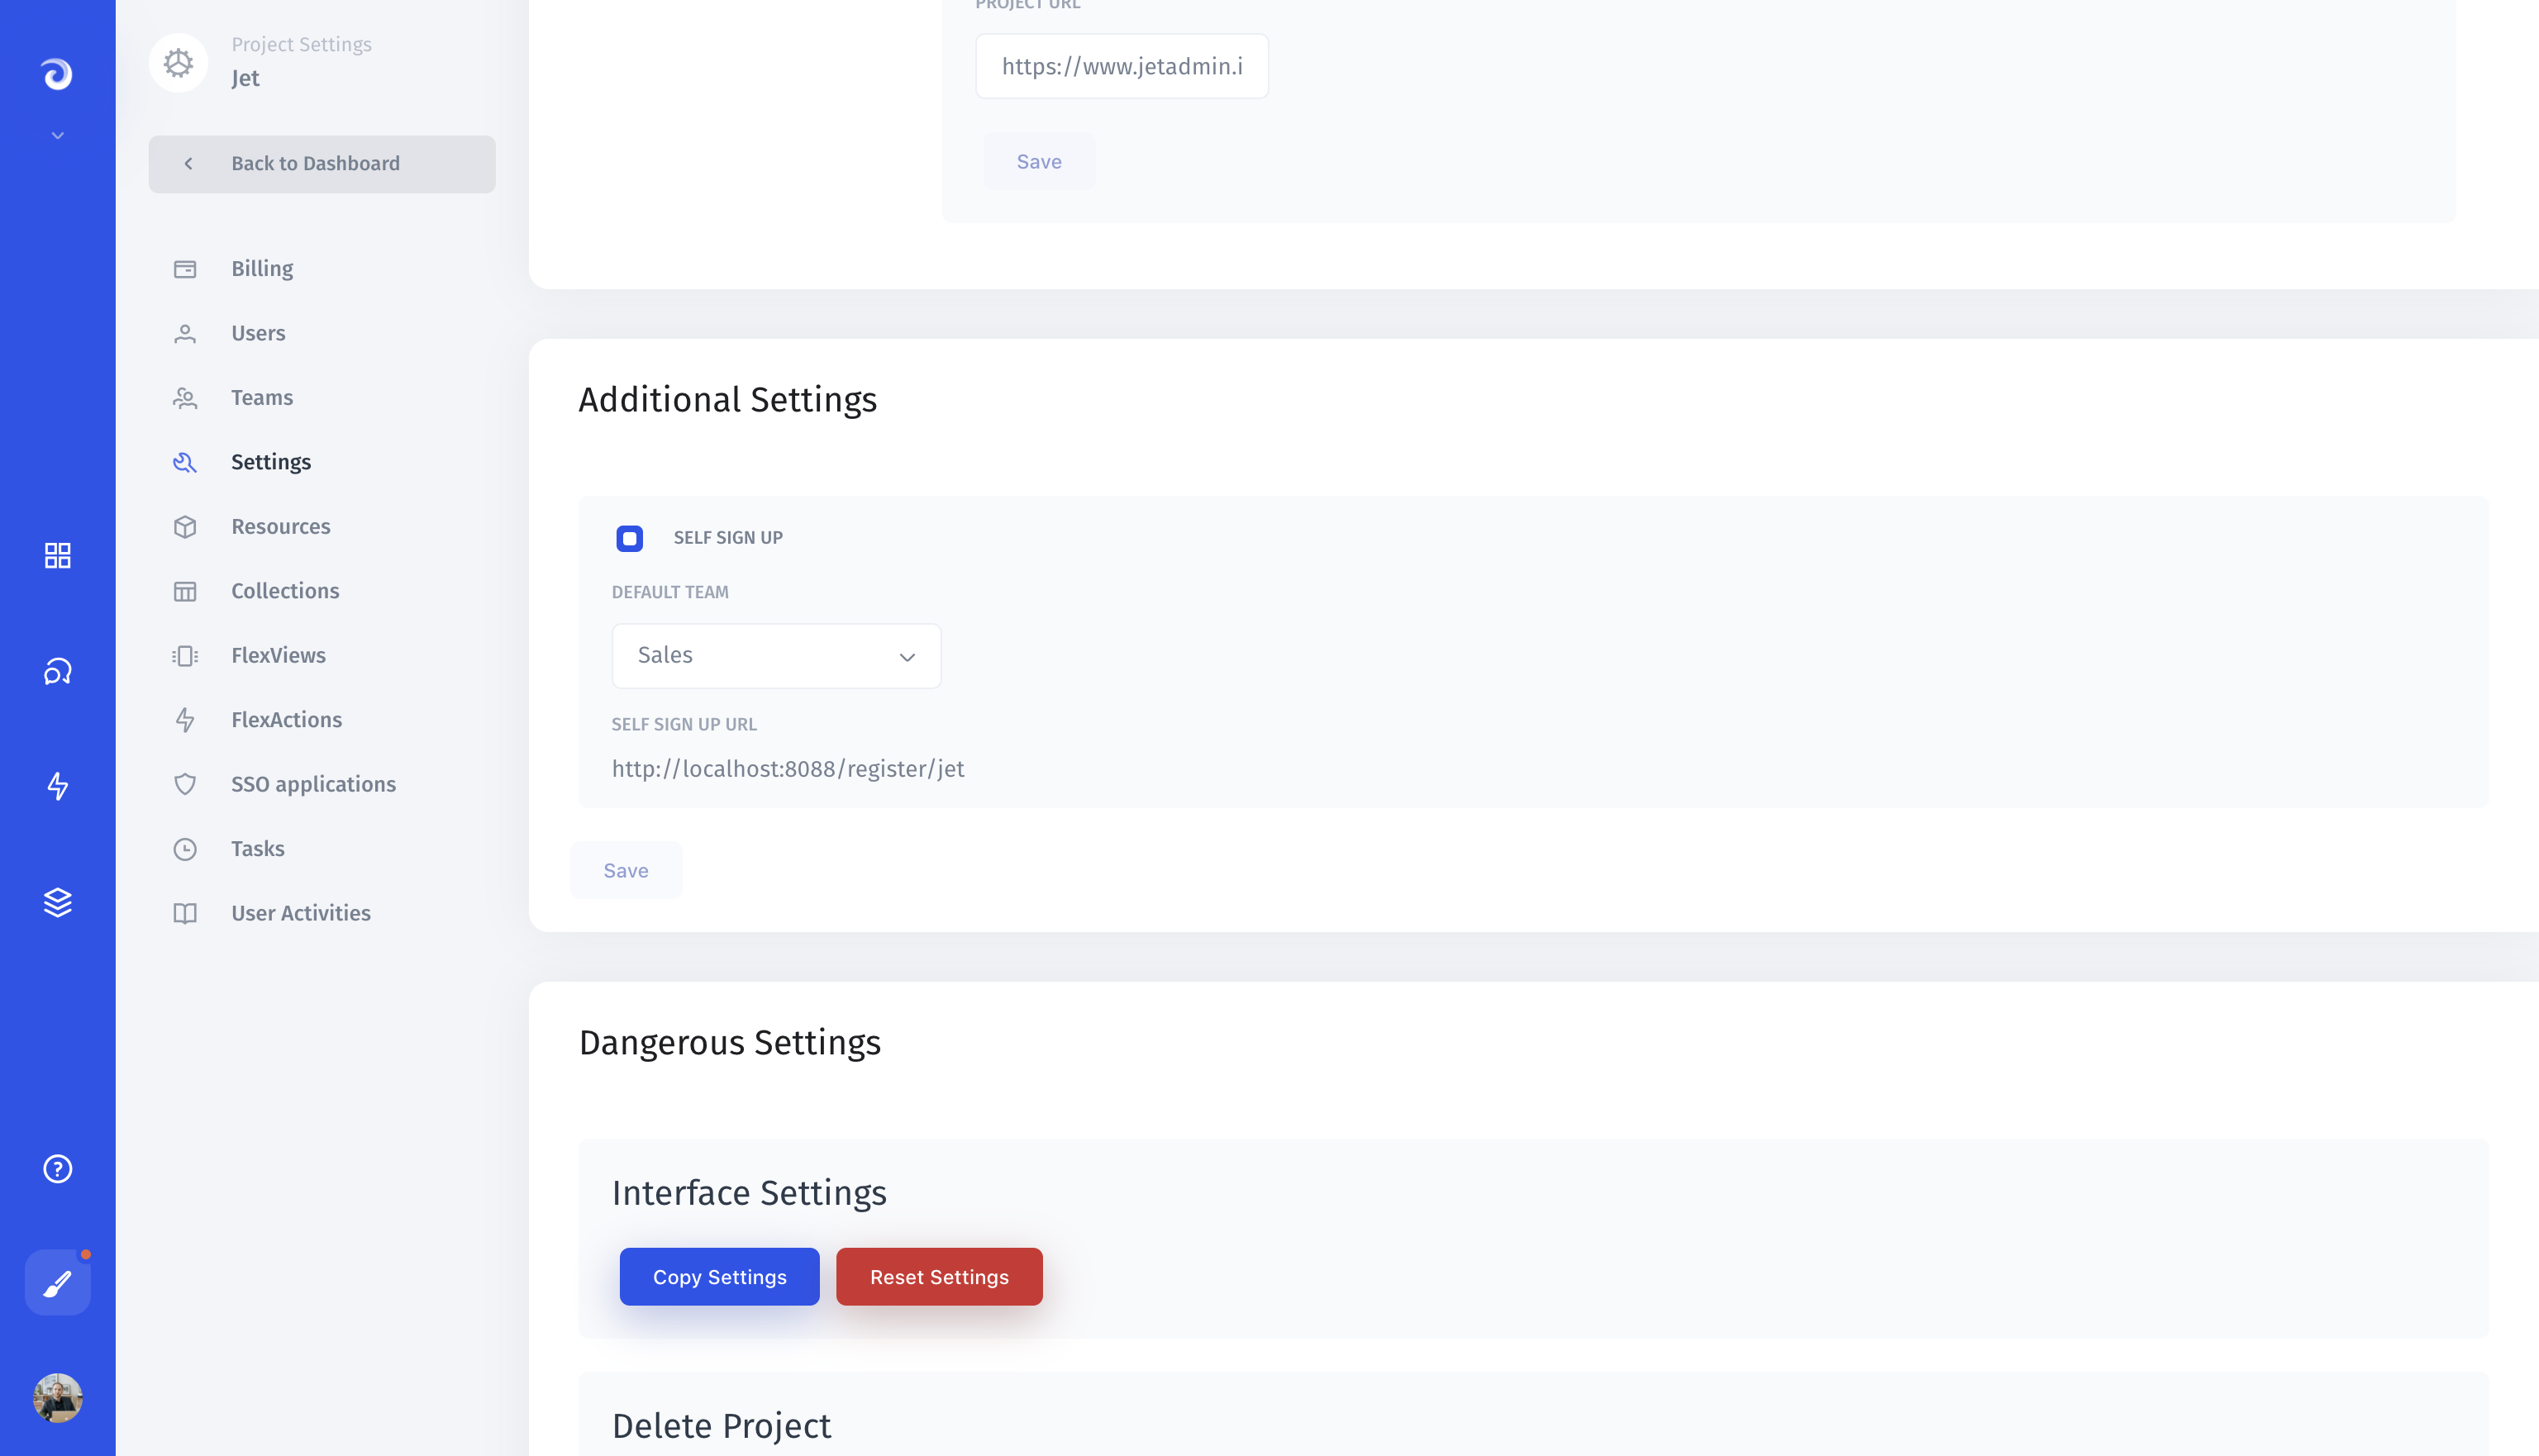 Project Settings
Jet
Back to Dashboard
Billing
Users
Teams
Settings
Resources
Collections
FlexViews
FlexActions
SSO applications
Tasks
User Activities
PROJECT URL
https://www.jetadmin.i
Save
Additional Settings
SELF SIGN UP
DEFAULT TEAM
Sales
SELF SIGN UP URL
http://localhost:8088/register/jet
Save
Dangerous Settings
Interface Settings
Copy Settings Reset Settings
Delete Project